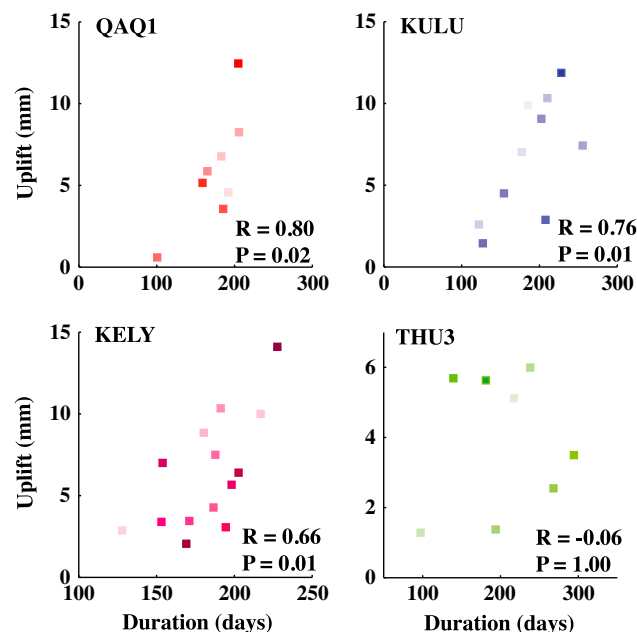 QAQ1
Uplift (mm)
15
10
5
0
R = 0.80
P = 0.02
0 100 200 300
KULU
15
10
5
0
R = 0.76
P = 0.01
0 100 200 300
KELY
Uplift (mm)
15
10
5
0
R = 0.66
P = 0.01
100 150 200 250
Duration (days)
THU3
6
4
2
0
R = -0.06
P = 1.00
100 200 300
Duration (days)